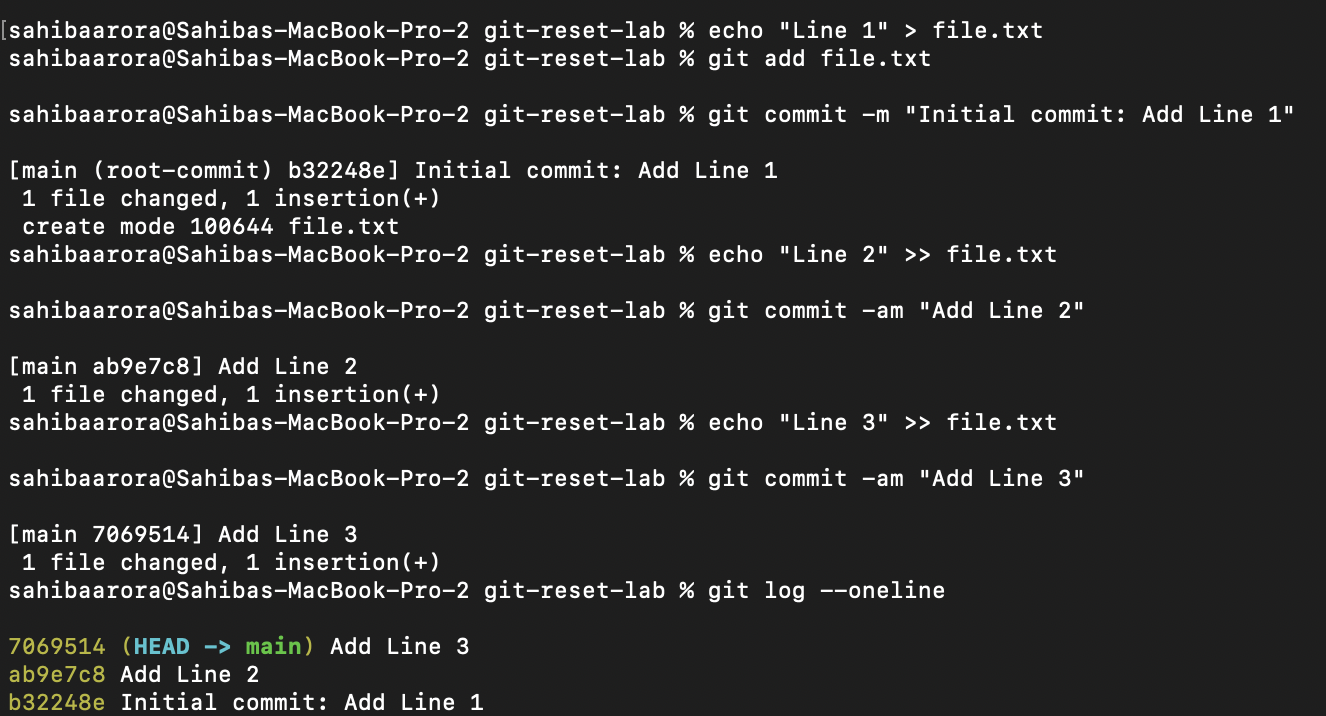 sahibaarora@Sahibas-MacBook-Pro-2 git-reset-lab % echo "Line 1" > file.txt
sahibaarora@Sahibas-MacBook-Pro-2 git-reset-lab % git add file.txt
sahibaarora@Sahibas-MacBook-Pro-2 git-reset-lab % git commit -m "Initial commit: Add Line 1"
[main (root-commit) b32248e] Initial commit: Add Line 1
 1 file changed, 1 insertion(+)
 create mode 100644 file.txt
sahibaarora@Sahibas-MacBook-Pro-2 git-reset-lab % echo "Line 2" >> file.txt
sahibaarora@Sahibas-MacBook-Pro-2 git-reset-lab % git commit -am "Add Line 2"
[main ab9e7c8] Add Line 2
 1 file changed, 1 insertion(+)
sahibaarora@Sahibas-MacBook-Pro-2 git-reset-lab % echo "Line 3" >> file.txt
sahibaarora@Sahibas-MacBook-Pro-2 git-reset-lab % git commit -am "Add Line 3"
[main 7069514] Add Line 3
 1 file changed, 1 insertion(+)
sahibaarora@Sahibas-MacBook-Pro-2 git-reset-lab % git log --oneline
7069514 (HEAD -> main) Add Line 3
ab9e7c8 Add Line 2
b32248e Initial commit: Add Line 1